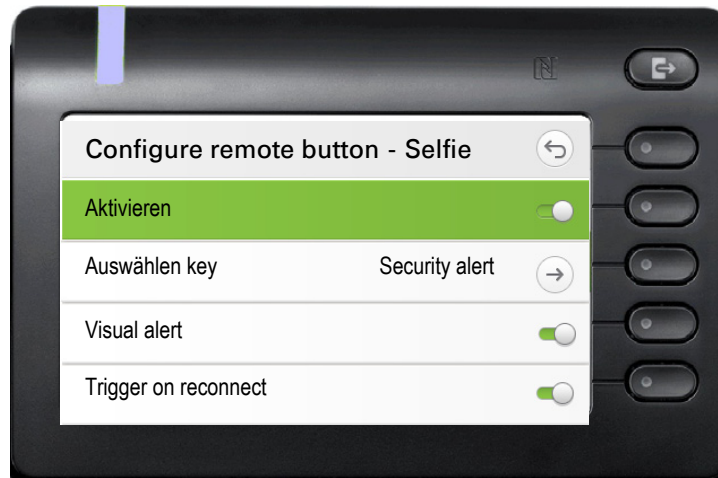 Configure remote button - Selfie
Aktivieren
Auswählen key Security alert
Visual alert
Trigger on reconnect